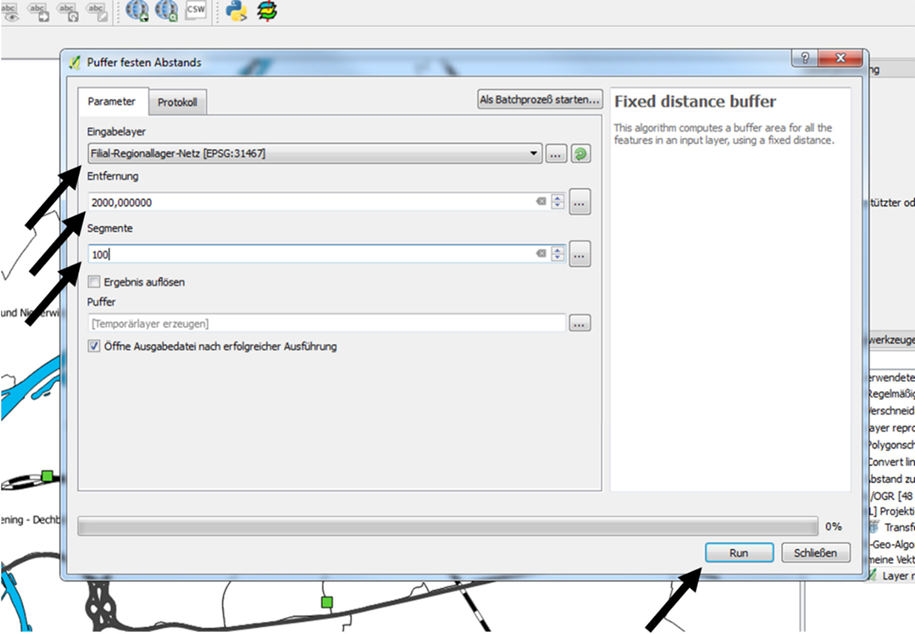 abc abc abc abc CSW
ng
Puffer festen Abstands
?
Parameter
Protokoll
Als Batchprozeß starten...
Eingabelayer
Filial-Regionallager-Netz [EPSG:31467]
...
Entfernung
2000,000000
...
Segmente
100
...
Ergebnis auflösen
Puffer
[Temporärlayer erzeugen]
...
Öffne Ausgabedatei nach erfolgreicher Ausführung
Fixed distance buffer
This algorithm computes a buffer area for all the
features in an input layer, using a fixed distance.
0%
Run
Schließen
tützter od
und Niederwi
ening - Dechb
werkzeuge
erwendete
Regelmäßig
Verschneid
ayer repro
Polygonsch
Convert lin
Abstand zu
/OGR [48
L] Projekti
Transfo
-Geo-Algo
meine Vekt
Layer r